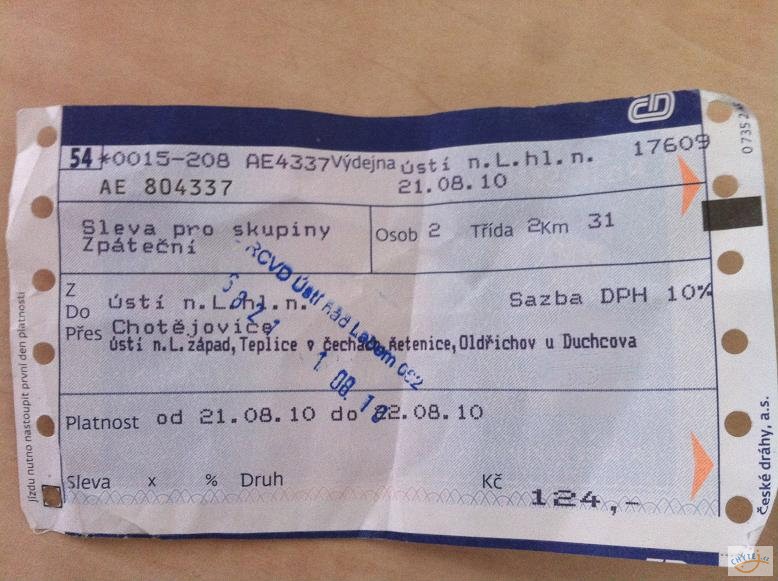 54 *0015-208 AE4337 Výdejna ústí n.L.hl.n. 17609
AE 804337 21.08.10
Sleva pro skupiny
Zpáteční
Osob 2 Třída 2 Km 31
Z ústí n.L.hl.n. Sazba DPH 10%
Do Chotějovice
Přes ústí n.L.západ,Teplice v čechách,Řetenice,Oldřichov u Duchcova
RCVD Ústí nad Labem 062
Platnost od 21.08.10 do 22.08.10
Sleva x % Druh Kč 124,-
Jízdu nutno nastoupit první den platnosti
České dráhy, a.s.